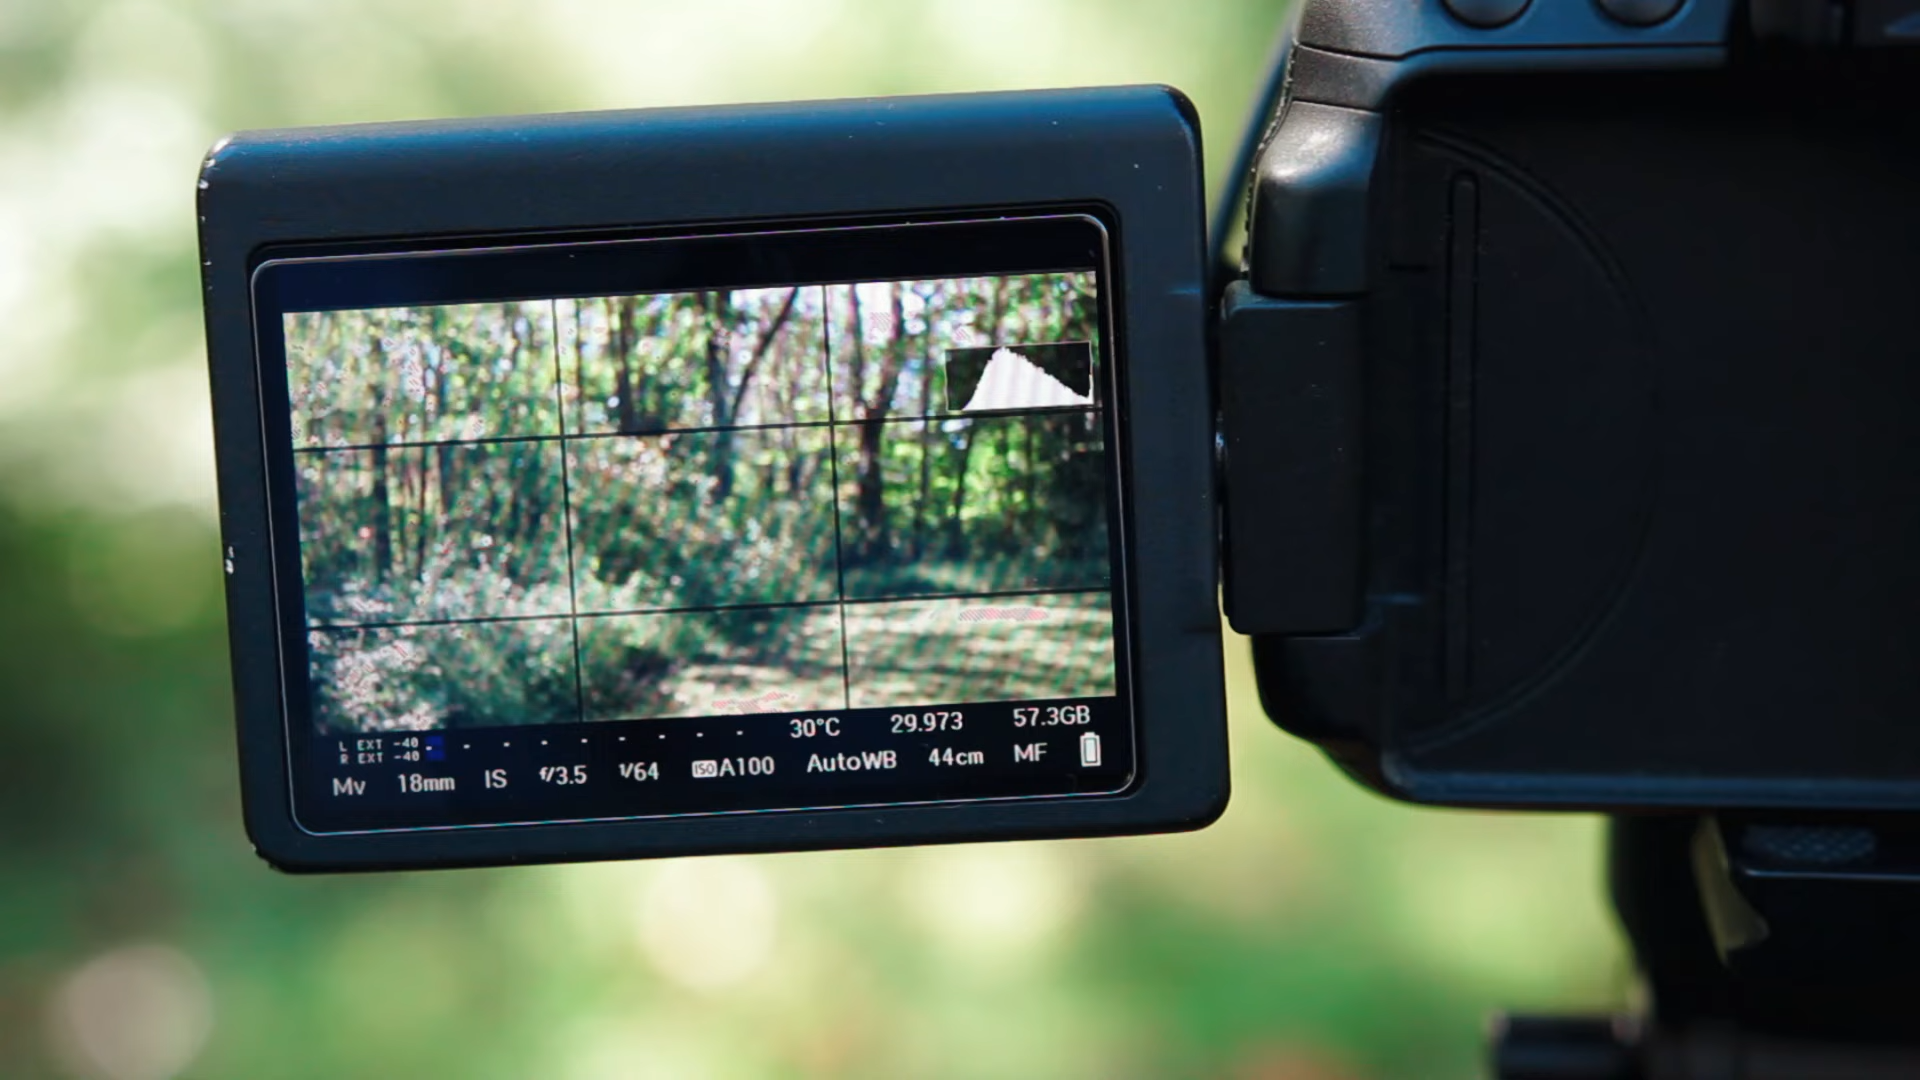 30°C 29.973 57.3GB
L EXT -40
R EXT -40
Mv 18mm IS f/3.5 1/64 ISO A100 AutoWB 44cm MF